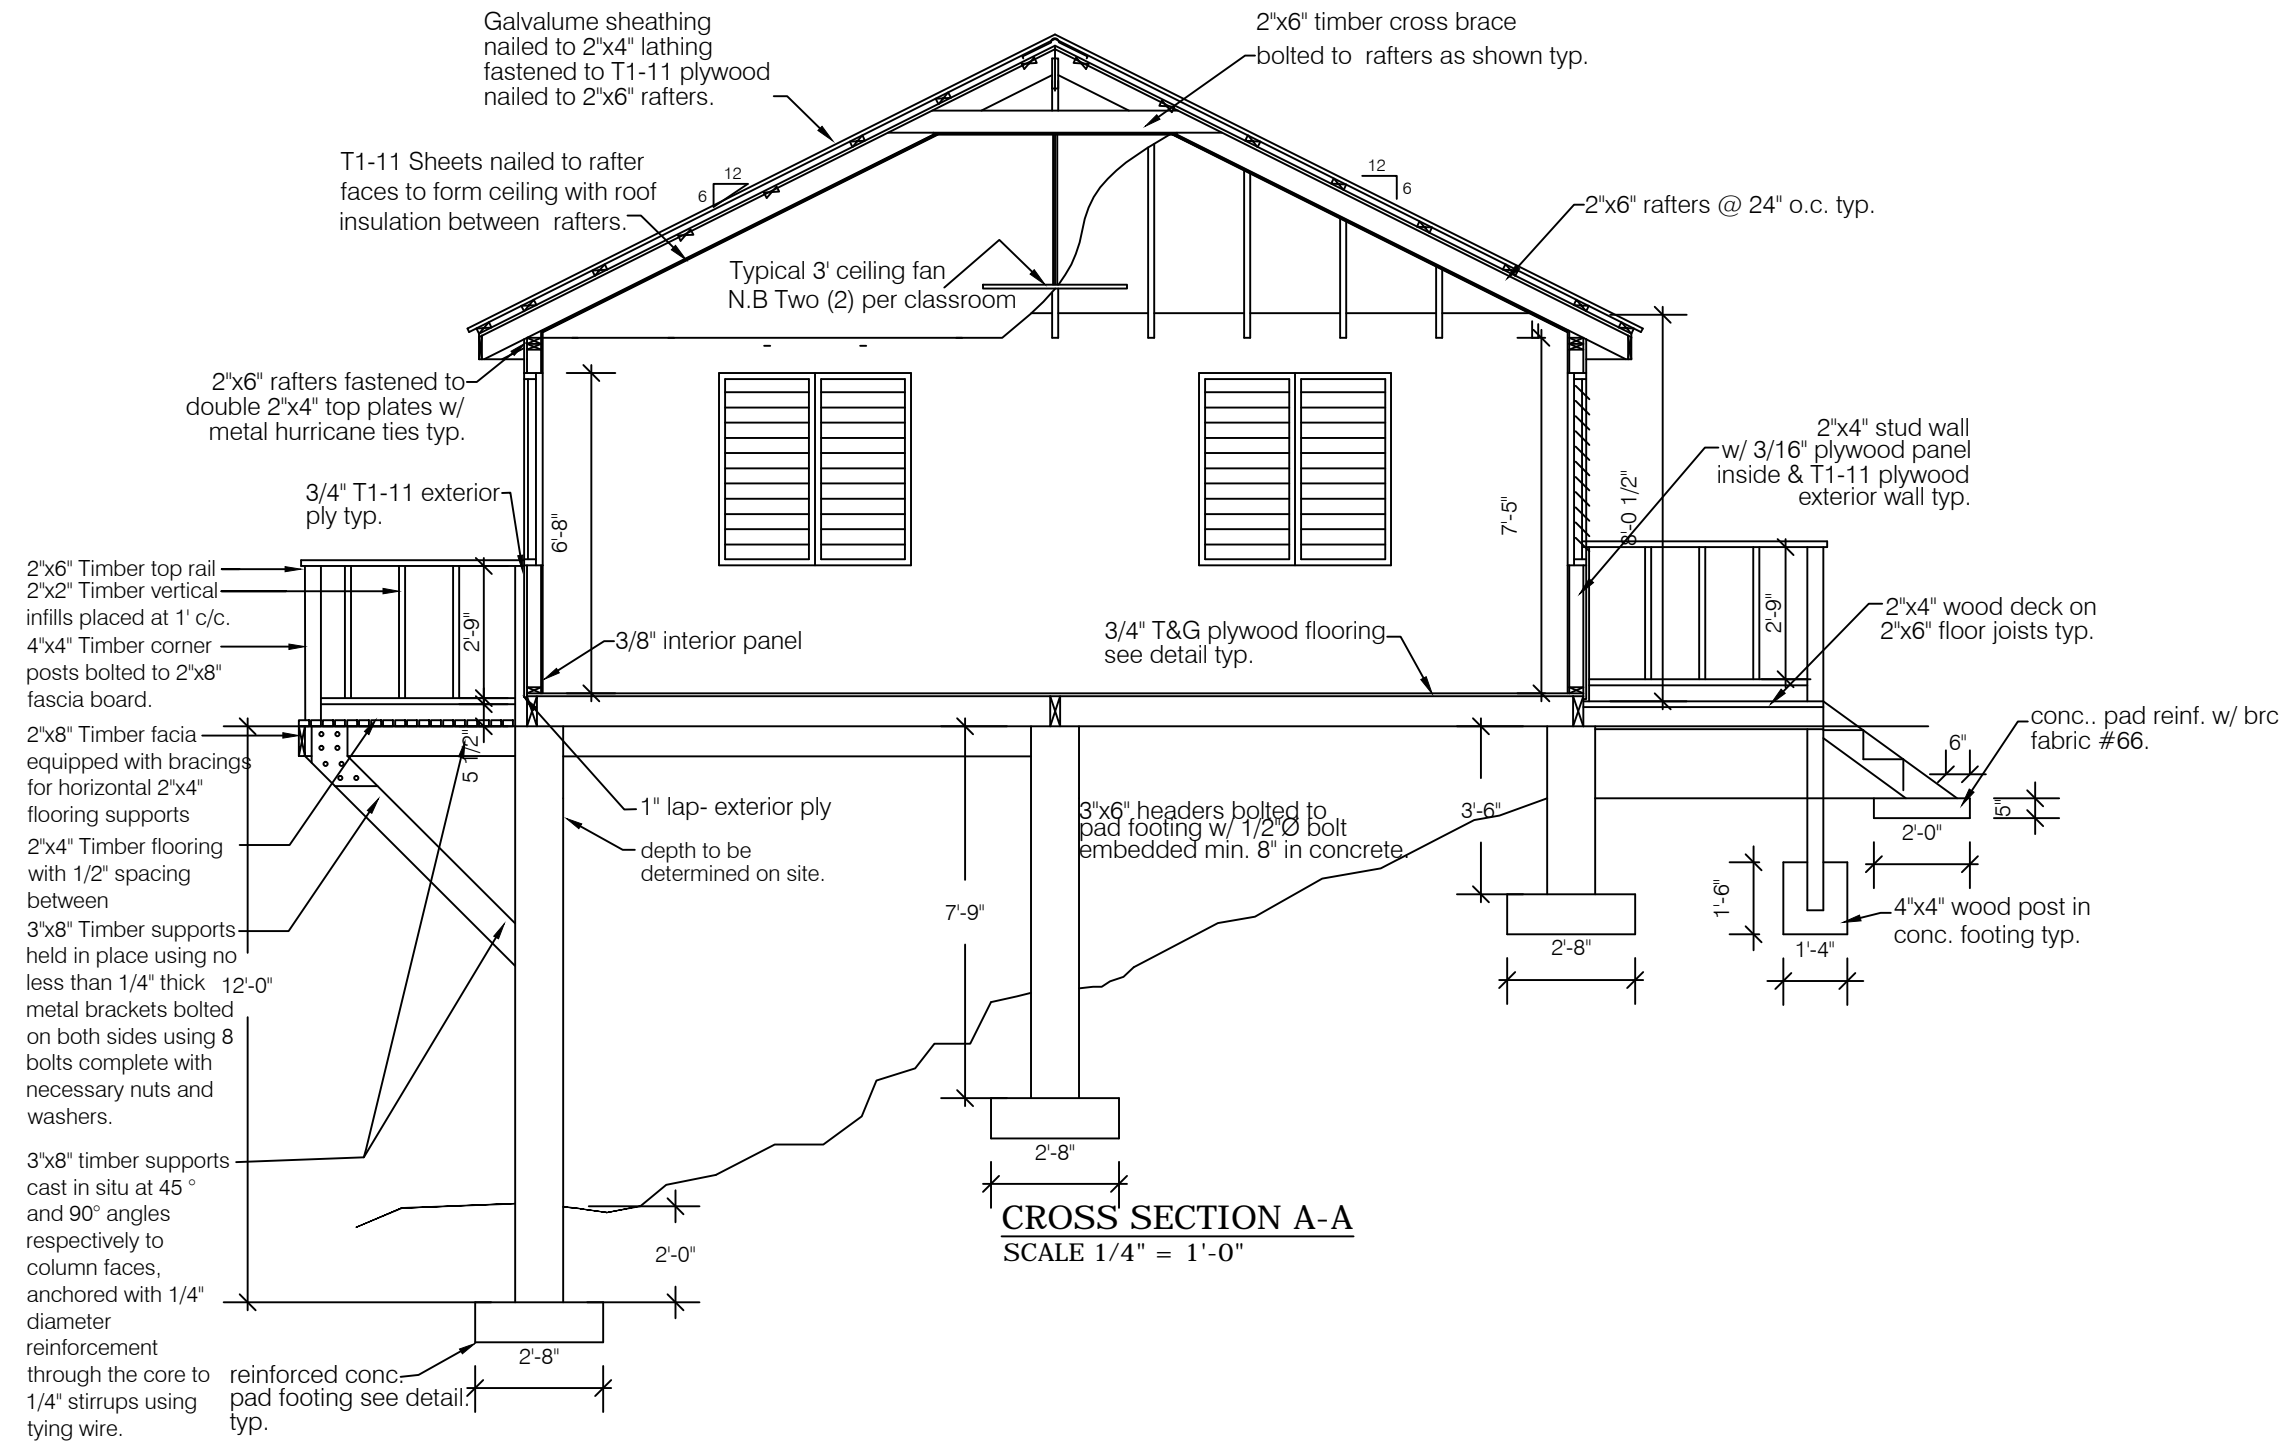 Galvalume sheathing
nailed to 2"x4" lathing
fastened to T1-11 plywood
nailed to 2"x6" rafters.
2"x6" timber cross brace
bolted to rafters as shown typ.
T1-11 Sheets nailed to rafter
faces to form ceiling with roof
insulation between rafters.
12
6
12
6
2"x6" rafters @ 24" o.c. typ.
Typical 3' ceiling fan
N.B Two (2) per classroom
2"x6" rafters fastened to
double 2"x4" top plates w/
metal hurricane ties typ.
2"x4" stud wall
w/ 3/16" plywood panel
inside & T1-11 plywood
exterior wall typ.
3/4" T1-11 exterior
ply typ.
6'-8"
7'-5"
8'-0 1/2"
2"x6" Timber top rail
2"x2" Timber vertical
infills placed at 1' c/c.
4"x4" Timber corner
posts bolted to 2"x8"
fascia board.
2'-9"
3/8" interior panel
3/4" T&G plywood flooring
see detail typ.
2'-9"
2"x4" wood deck on
2"x6" floor joists typ.
2"x8" Timber facia
equipped with bracings
for horizontal 2"x4"
flooring supports
5 1/2"
conc.. pad reinf. w/ brc
fabric #66.
6"
1" lap- exterior ply
depth to be
determined on site.
3"x6" headers bolted to
pad footing w/ 1/2"Ø bolt
embedded min. 8" in concrete.
3'-6"
5"
2'-0"
2"x4" Timber flooring
with 1/2" spacing
between
3"x8" Timber supports
held in place using no
less than 1/4" thick
metal brackets bolted
on both sides using 8
bolts complete with
necessary nuts and
washers.
12'-0"
7'-9"
2'-8"
1'-6"
1'-4"
4"x4" wood post in
conc. footing typ.
2'-8"
3"x8" timber supports
cast in situ at 45 °
and 90° angles
respectively to
column faces,
anchored with 1/4"
diameter
reinforcement
through the core to
1/4" stirrups using
tying wire.
2'-0"
CROSS SECTION A-A
SCALE 1/4" = 1'-0"
2'-8"
reinforced conc.
pad footing see detail.
typ.